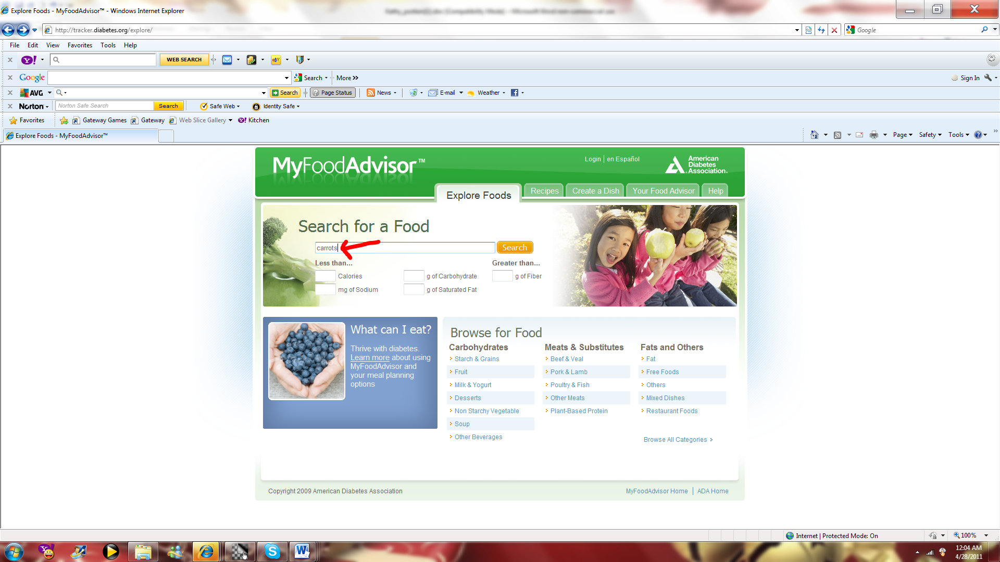 Explore Foods - MyFoodAdvisor™ - Windows Internet Explorer
http://tracker.diabetes.org/explore/
Google
File Edit View Favorites Tools Help
Y! WEB SEARCH
Google Search More »
Sign In
AVG Search Page Status News E-mail Weather
Norton Norton Safe Search Search Safe Web Identity Safe
Favorites Gateway Games Gateway Web Slice Gallery Y! Kitchen
Explore Foods - MyFoodAdvisor™
Page Safety Tools
MyFoodAdvisor™
Login | en Español
American
Diabetes
Association.
Explore Foods Recipes Create a Dish Your Food Advisor Help
Search for a Food
carrots Search
Less than... Greater than...
Calories g of Carbohydrate g of Fiber
mg of Sodium g of Saturated Fat
What can I eat?
Thrive with diabetes.
Learn more about using
MyFoodAdvisor and
your meal planning
options
Browse for Food
Carbohydrates
Starch & Grains
Fruit
Milk & Yogurt
Desserts
Non Starchy Vegetable
Soup
Other Beverages
Meats & Substitutes
Beef & Veal
Pork & Lamb
Poultry & Fish
Other Meats
Plant-Based Protein
Fats and Others
Fat
Free Foods
Others
Mixed Dishes
Restaurant Foods
Browse All Categories
Copyright 2009 American Diabetes Association
MyFoodAdvisor Home | ADA Home
Internet | Protected Mode: On
100%
12:04 AM
4/28/2011